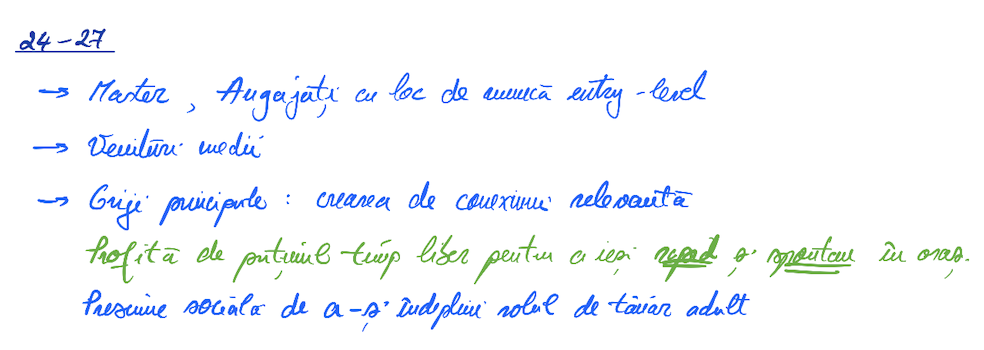 24-27
→ Master, Angajați cu loc de muncă entry-level
→ Venituri medii
→ Griji principale : crearea de conexiuni relevantă
Profită de puținul timp liber pentru a ieși rapid și spontan în oraș.
Presiune socială de a-și îndeplini rolul de tânăr adult